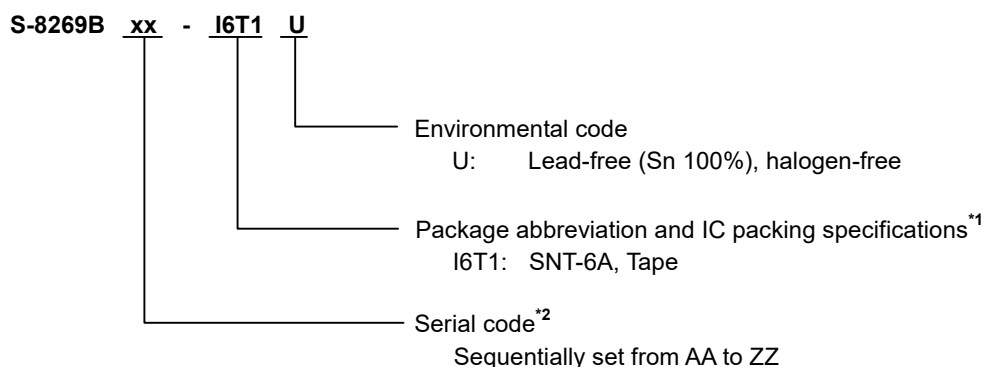 S-8269B xx - I6T1 U
Environmental code
U: Lead-free (Sn 100%), halogen-free
Package abbreviation and IC packing specifications*1
I6T1: SNT-6A, Tape
Serial code*2
Sequentially set from AA to ZZ